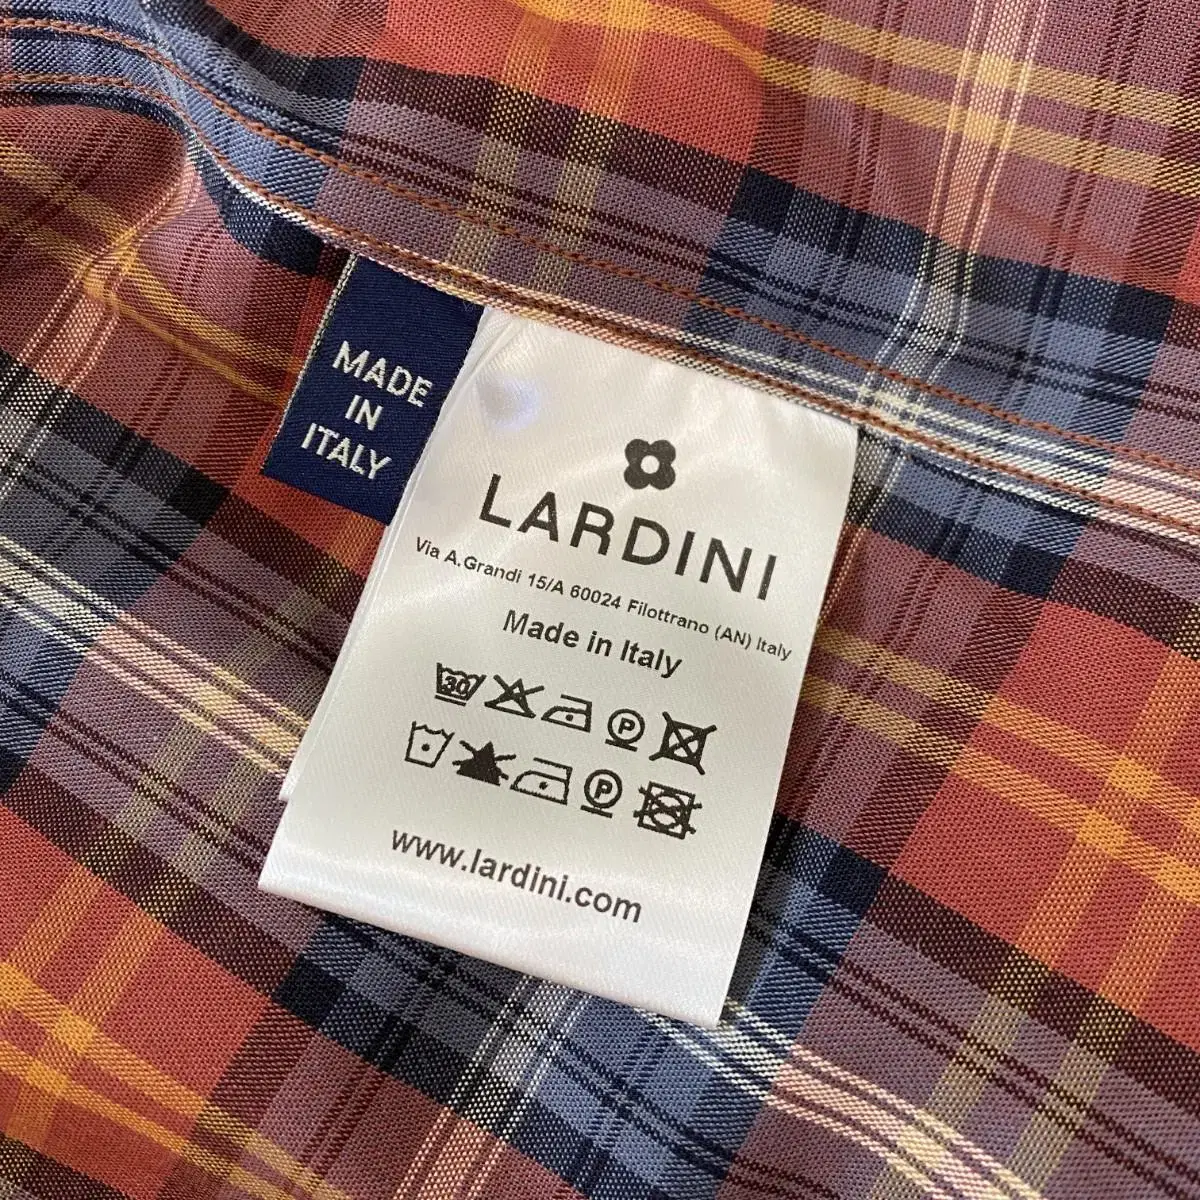 MADE
IN
ITALY
LARDINI
Via A.Grandi 15/A 60024 Filottrano (AN) Italy
Made in Italy
30
P
P
www.lardini.com